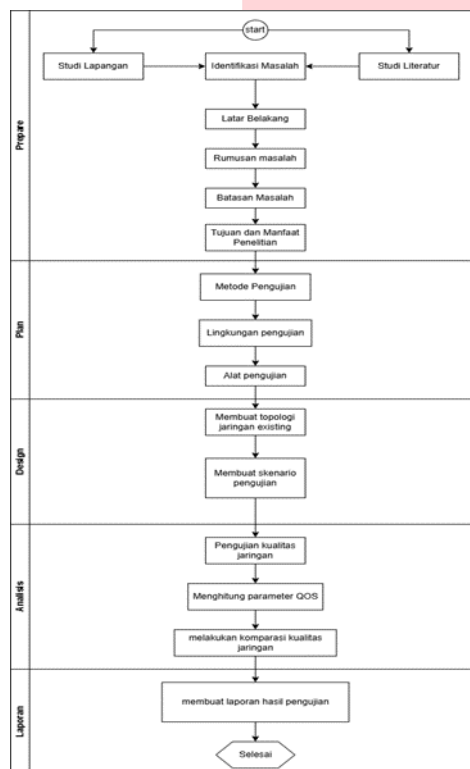 start
Studi Lapangan
Identifikasi Masalah
Studi Literatur
Prepare
Latar Belakang
Rumusan masalah
Batasan Masalah
Tujuan dan Manfaat
Penelitian
Plan
Metode Pengujian
Lingkungan pengujian
Alat pengujian
Design
Membuat topologi
jaringan existing
Membuat skenario
pengujian
Analisis
Pengujian kualitas
jaringan
Menghitung parameter QOS
melakukan komparasi kualitas
jaringan
Laporan
membuat laporan hasil pengujian
Selesai